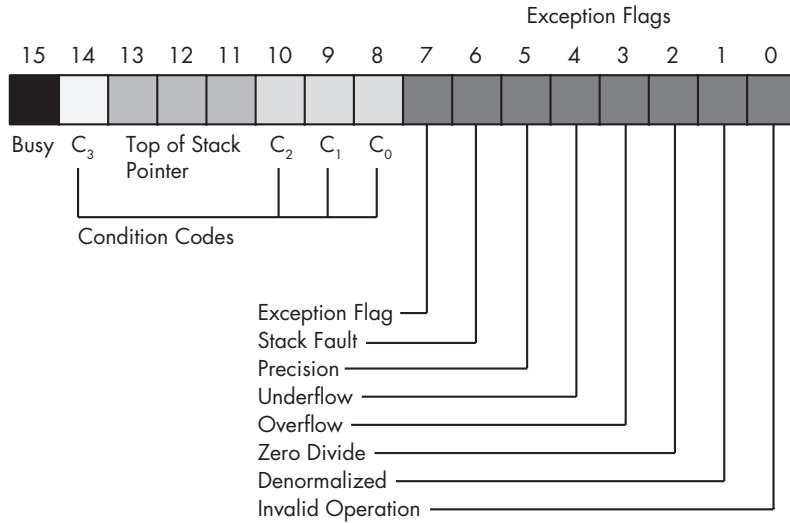 Exception Flags
15 14 13 12 11 10 9 8 7 6 5 4 3 2 1 0
Busy C₃ Top of Stack Pointer C₂ C₁ C₀
Condition Codes
Exception Flag
Stack Fault
Precision
Underflow
Overflow
Zero Divide
Denormalized
Invalid Operation